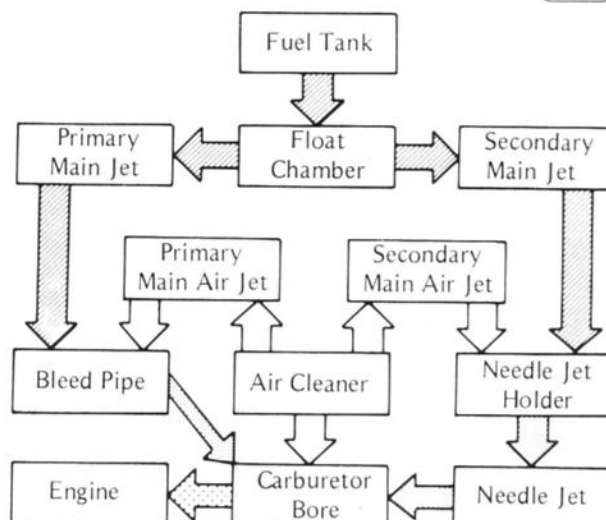 Fuel Tank
Primary
Main Jet
Float
Chamber
Secondary
Main Jet
Primary
Main Air Jet
Secondary
Main Air Jet
Bleed Pipe
Air Cleaner
Needle Jet
Holder
Engine
Carburetor
Bore
Needle Jet